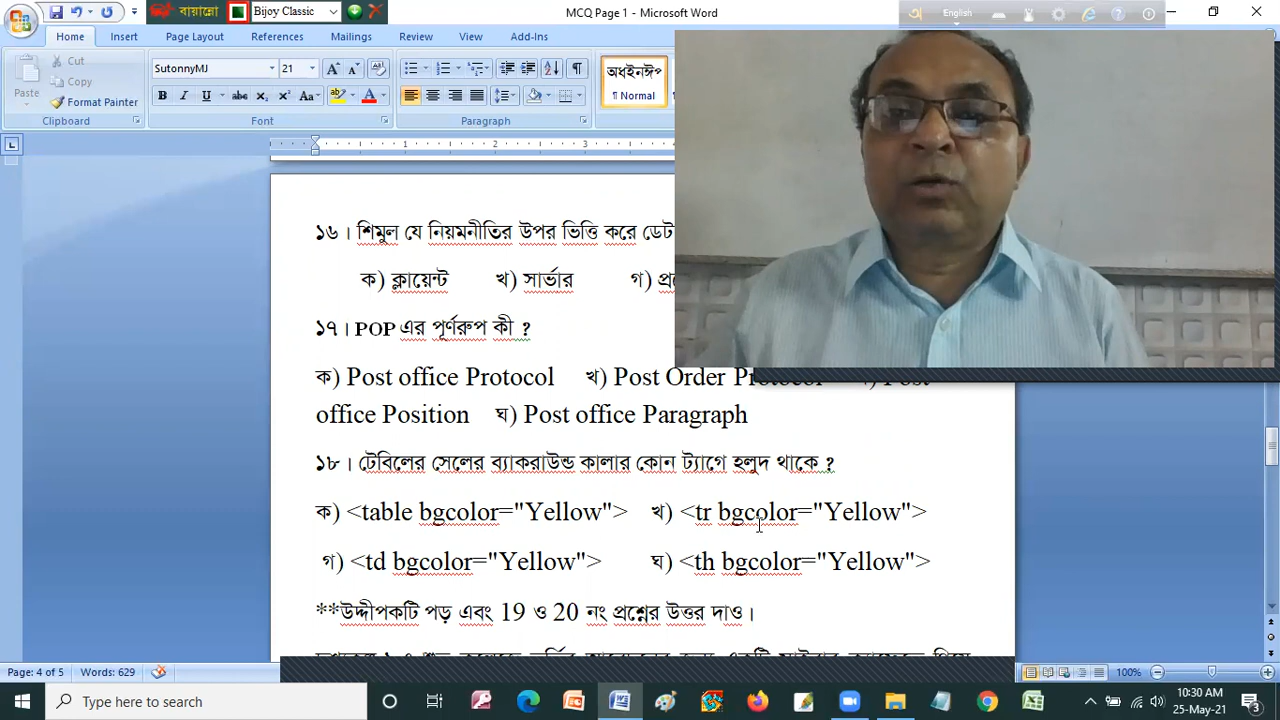 বায়ান্নো Bijoy Classic MCQ Page 1 - Microsoft Word English
Home Insert Page Layout References Mailings Review View Add-Ins
Cut
Copy
Paste
Format Painter
Clipboard
SutonnyMJ 21
Font
Paragraph
Normal
১৬। শিমুল যে নিয়মনীতির উপর ভিত্তি করে ডেট
ক) ক্লায়েন্ট খ) সার্ভার গ)
১৭। POP এর পূর্ণরুপ কী ?
ক) Post office Protocol খ) Post Order Protocol
office Position ঘ) Post office Paragraph
১৮। টেবিলের সেলের ব্যাকরাউন্ড কালার কোন ট্যাগে হলুদ থাকে ?
ক) <table bgcolor="Yellow"> খ) <tr bgcolor="Yellow">
গ) <td bgcolor="Yellow"> ঘ) <th bgcolor="Yellow">
**উদ্দীপকটি পড় এবং 19 ও 20 নং প্রশ্নের উত্তর দাও।
Page: 4 of 5 Words: 629 100%
Type here to search
10:30 AM
25-May-21